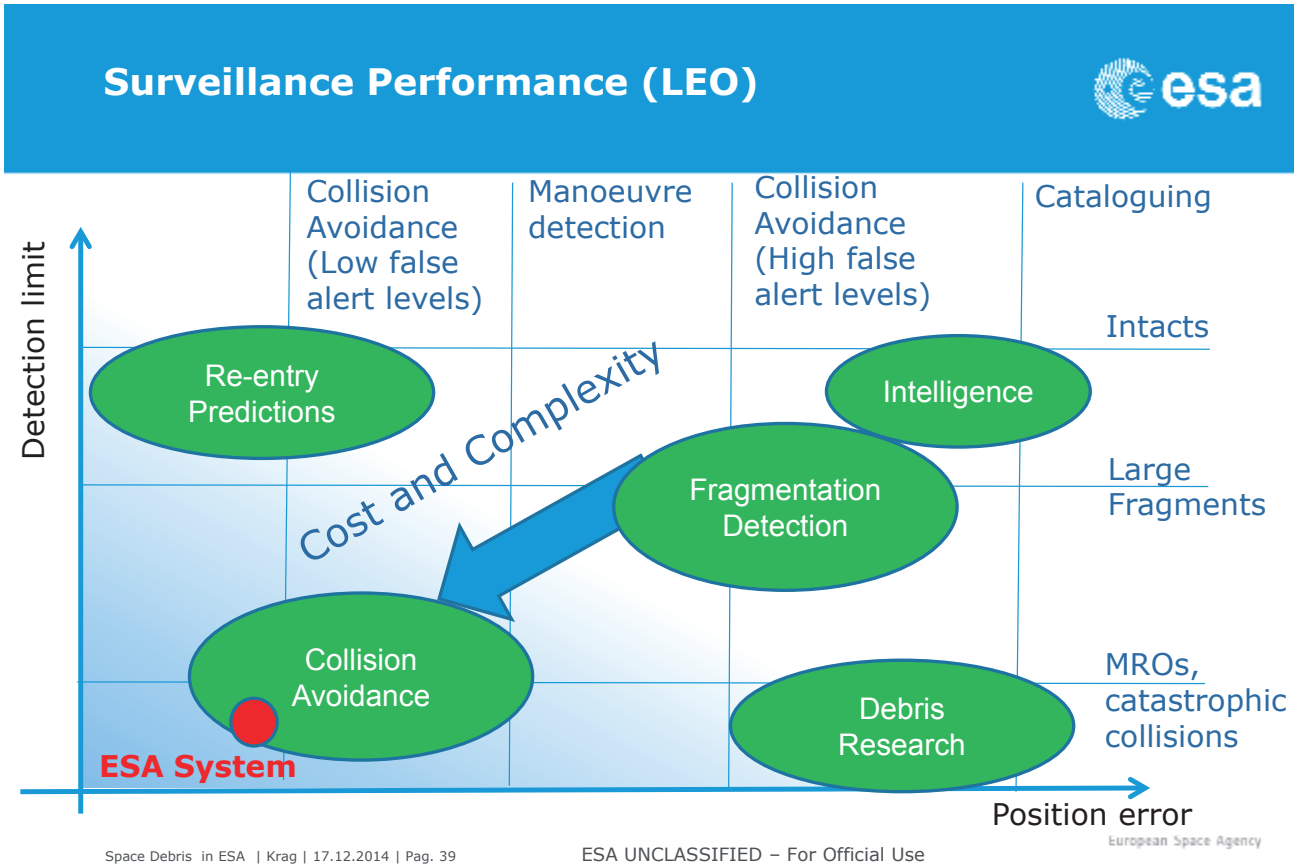 Surveillance Performance (LEO)
esa
Collision
Avoidance
(Low false
alert levels)
Manoeuvre
detection
Collision
Avoidance
(High false
alert levels)
Cataloguing
Detection limit
Intacts
Re-entry
Predictions
Cost and Complexity
Intelligence
Large
Fragments
Fragmentation
Detection
Collision
Avoidance
MROs,
catastrophic
collisions
Debris
Research
ESA System
Position error
European Space Agency
Space Debris in ESA | Krag | 17.12.2014 | Pag. 39
ESA UNCLASSIFIED – For Official Use